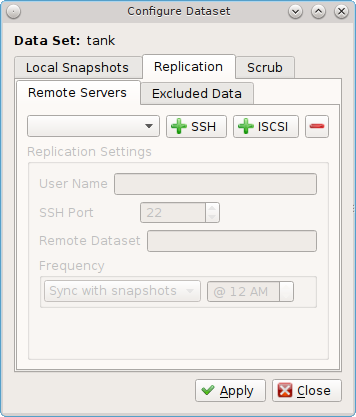 Configure Dataset
Data Set: tank
Local Snapshots Replication Scrub
Remote Servers Excluded Data
SSH ISCSI
Replication Settings
User Name
SSH Port 22
Remote Dataset
Frequency
Sync with snapshots @ 12 AM
Apply Close